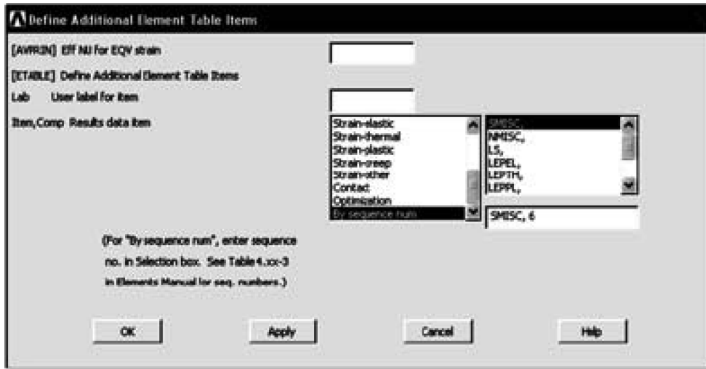 Define Additional Element Table Items
[AVPRIN] Eff NU for EQV strain
[ETABLE] Define Additional Element Table Items
Lab User label for item
Item,Comp Results data item
Strain-elastic
Strain-thermal
Strain-plastic
Strain-creep
Strain-other
Contact
Optimization
By sequence num
SMISC,
NMISC,
LS,
LEPEL,
LEPTH,
LEPPL,
SMISC, 6
(For "By sequence num", enter sequence
no. in Selection box. See Table 4.xx-3
in Elements Manual for seq. numbers.)
OK
Apply
Cancel
Help